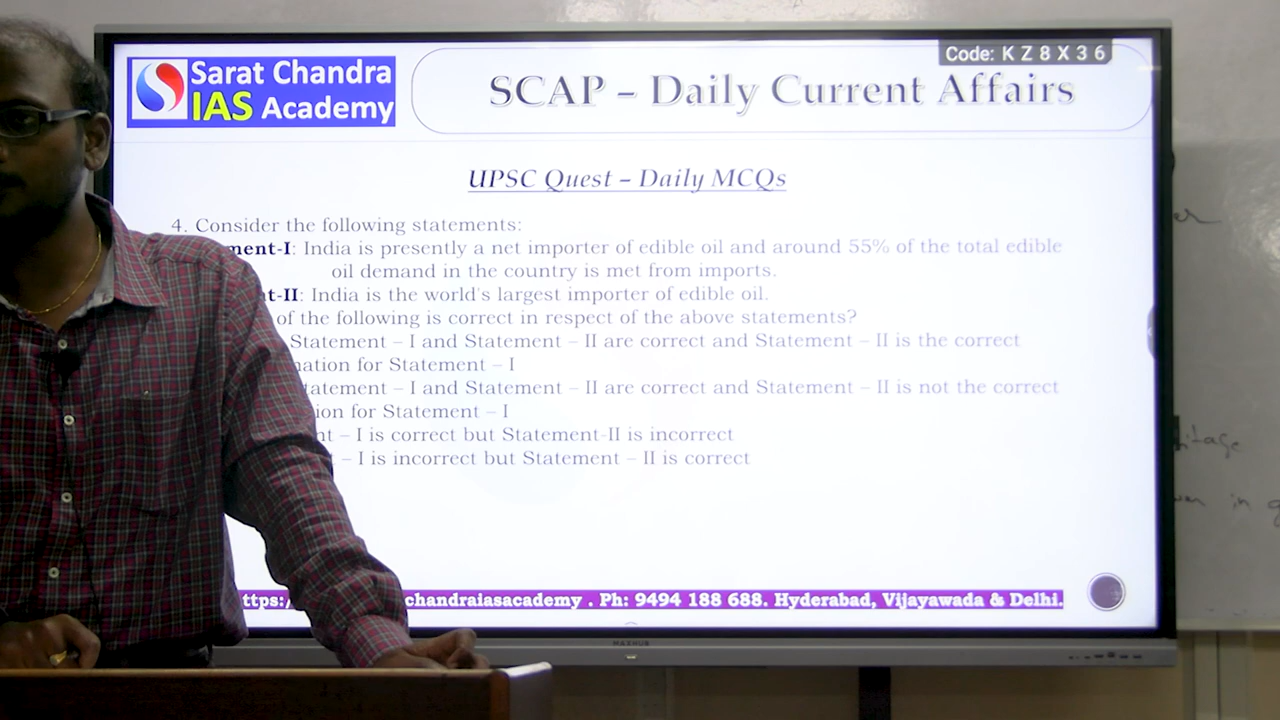 Code: K Z 8 X 3 6
Sarat Chandra
IAS Academy
SCAP – Daily Current Affairs
UPSC Quest – Daily MCQs
4. Consider the following statements:
ment-I: India is presently a net importer of edible oil and around 55% of the total edible
oil demand in the country is met from imports.
t-II: India is the world's largest importer of edible oil.
of the following is correct in respect of the above statements?
Statement – I and Statement – II are correct and Statement – II is the correct
nation for Statement – I
tatement – I and Statement – II are correct and Statement – II is not the correct
ion for Statement – I
nt – I is correct but Statement-II is incorrect
– I is incorrect but Statement – II is correct
ttps:/ chandraiasacademy . Ph: 9494 188 688. Hyderabad, Vijayawada & Delhi.
MAXHUB